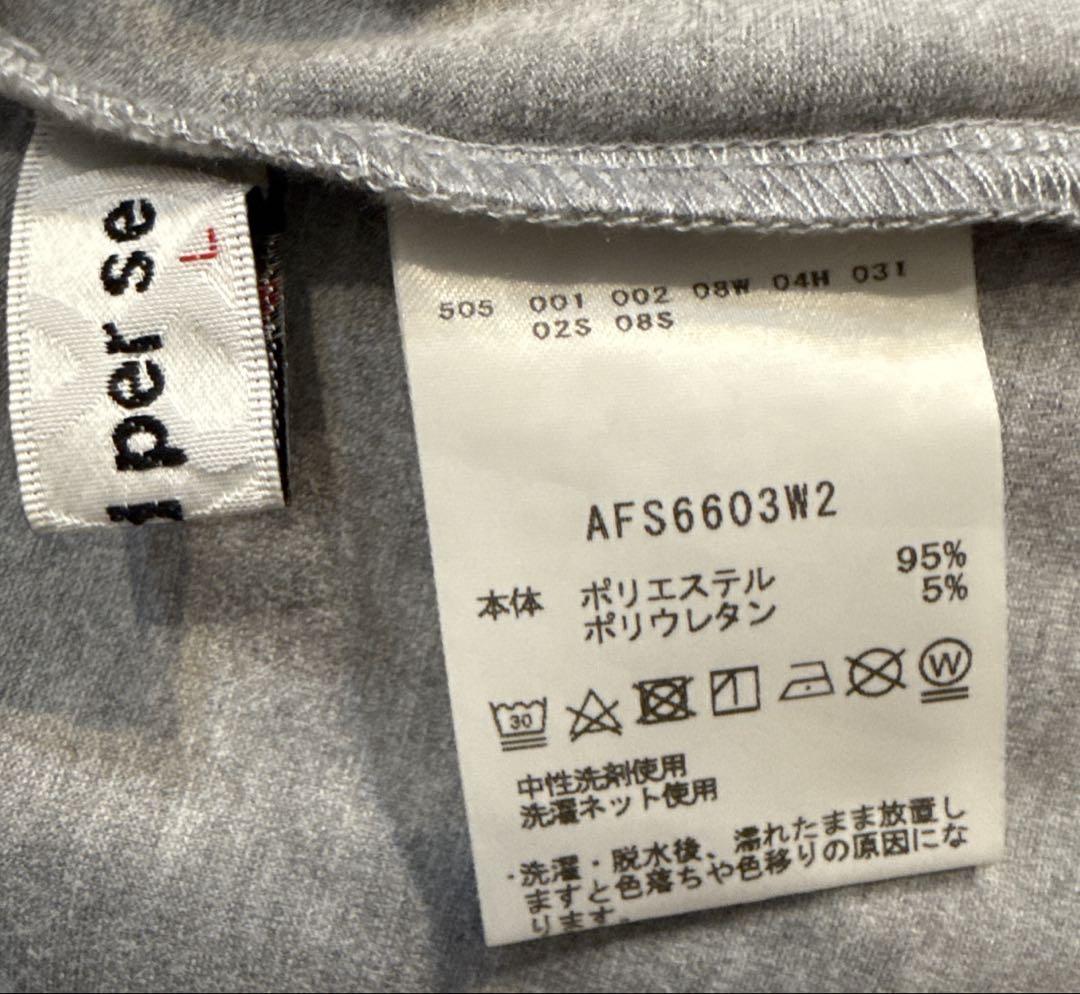 per se
L
505 001 002 08W 04H 03I
02S 08S
AFS6603W2
本体 ポリエステル 95%
ポリウレタン 5%
30
W
中性洗剤使用
洗濯ネット使用
・洗濯・脱水後、濡れたまま放置し
ますと色落ちや色移りの原因にな
ります。